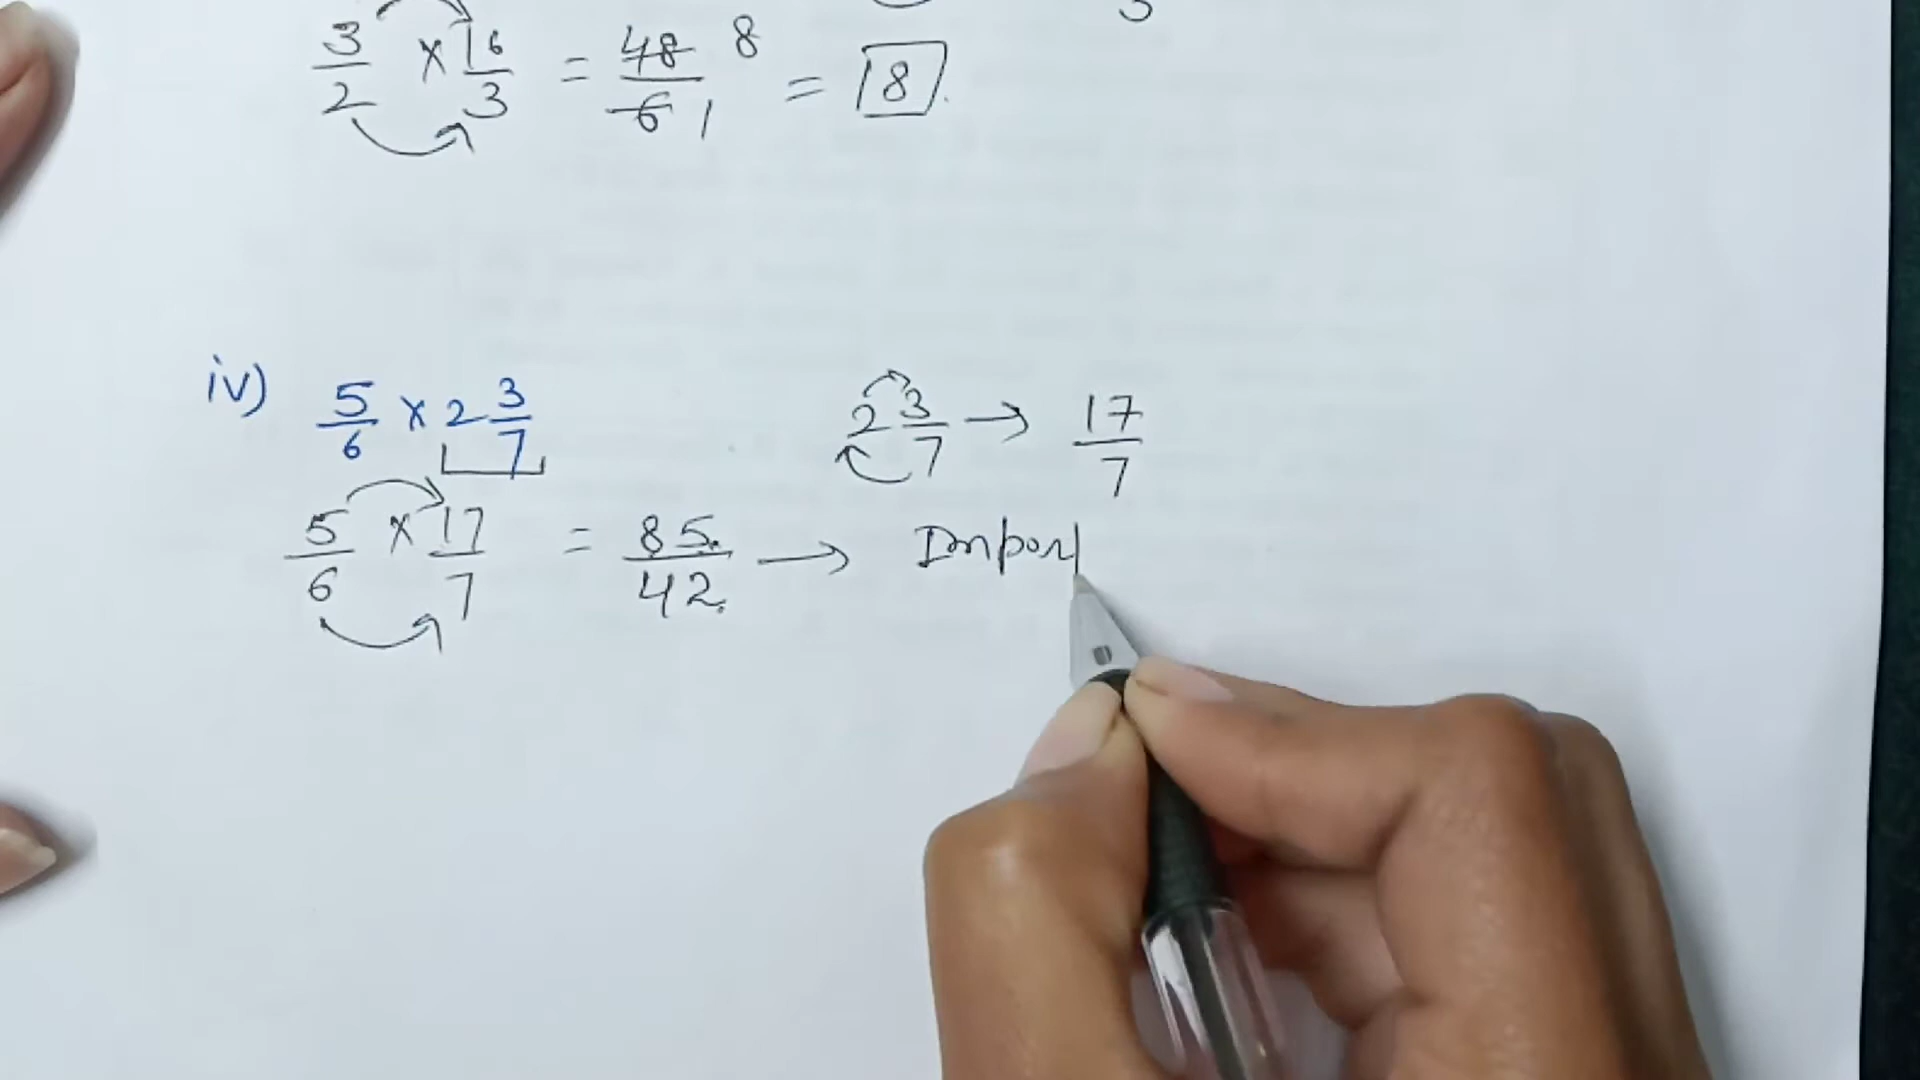 3/2 × 16/3 = 48/6 8 1 = 8
iv) 5/6 × 2 3/7 2 3/7 → 17/7
5/6 × 17/7 = 85/42 → Impor